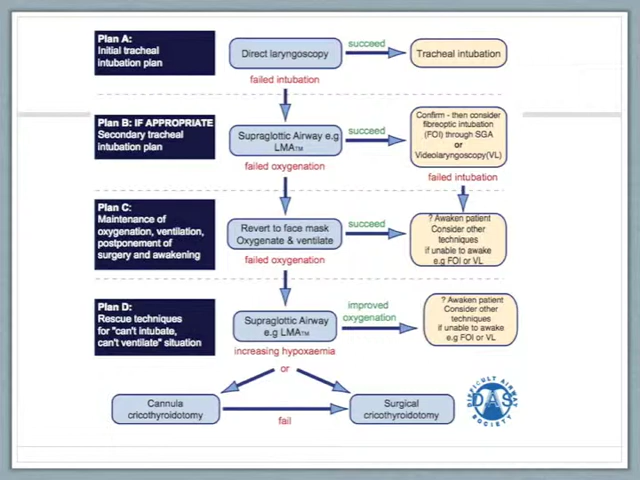 Plan A:
Initial tracheal
intubation plan
Direct laryngoscopy
succeed
Tracheal intubation
failed intubation
Plan B: IF APPROPRIATE
Secondary tracheal
intubation plan
Supraglottic Airway e.g
LMA™
succeed
Confirm - then consider
fibreoptic intubation
(FOI) through SGA
or
Videolaryngoscopy(VL)
failed oxygenation
failed intubation
Plan C:
Maintenance of
oxygenation, ventilation,
postponement of
surgery and awakening
Revert to face mask
Oxygenate & ventilate
succeed
? Awaken patient
Consider other
techniques
if unable to awake
e.g FOI or VL
failed oxygenation
Plan D:
Rescue techniques
for "can't intubate,
can't ventilate" situation
Supraglottic Airway
e.g LMA™
improved
oxygenation
? Awaken patient
Consider other
techniques
if unable to awake
e.g FOI or VL
increasing hypoxaemia
or
Cannula
cricothyroidotomy
fail
Surgical
cricothyroidotomy
DIFFICULT AIRWAY
DAS
SOCIETY